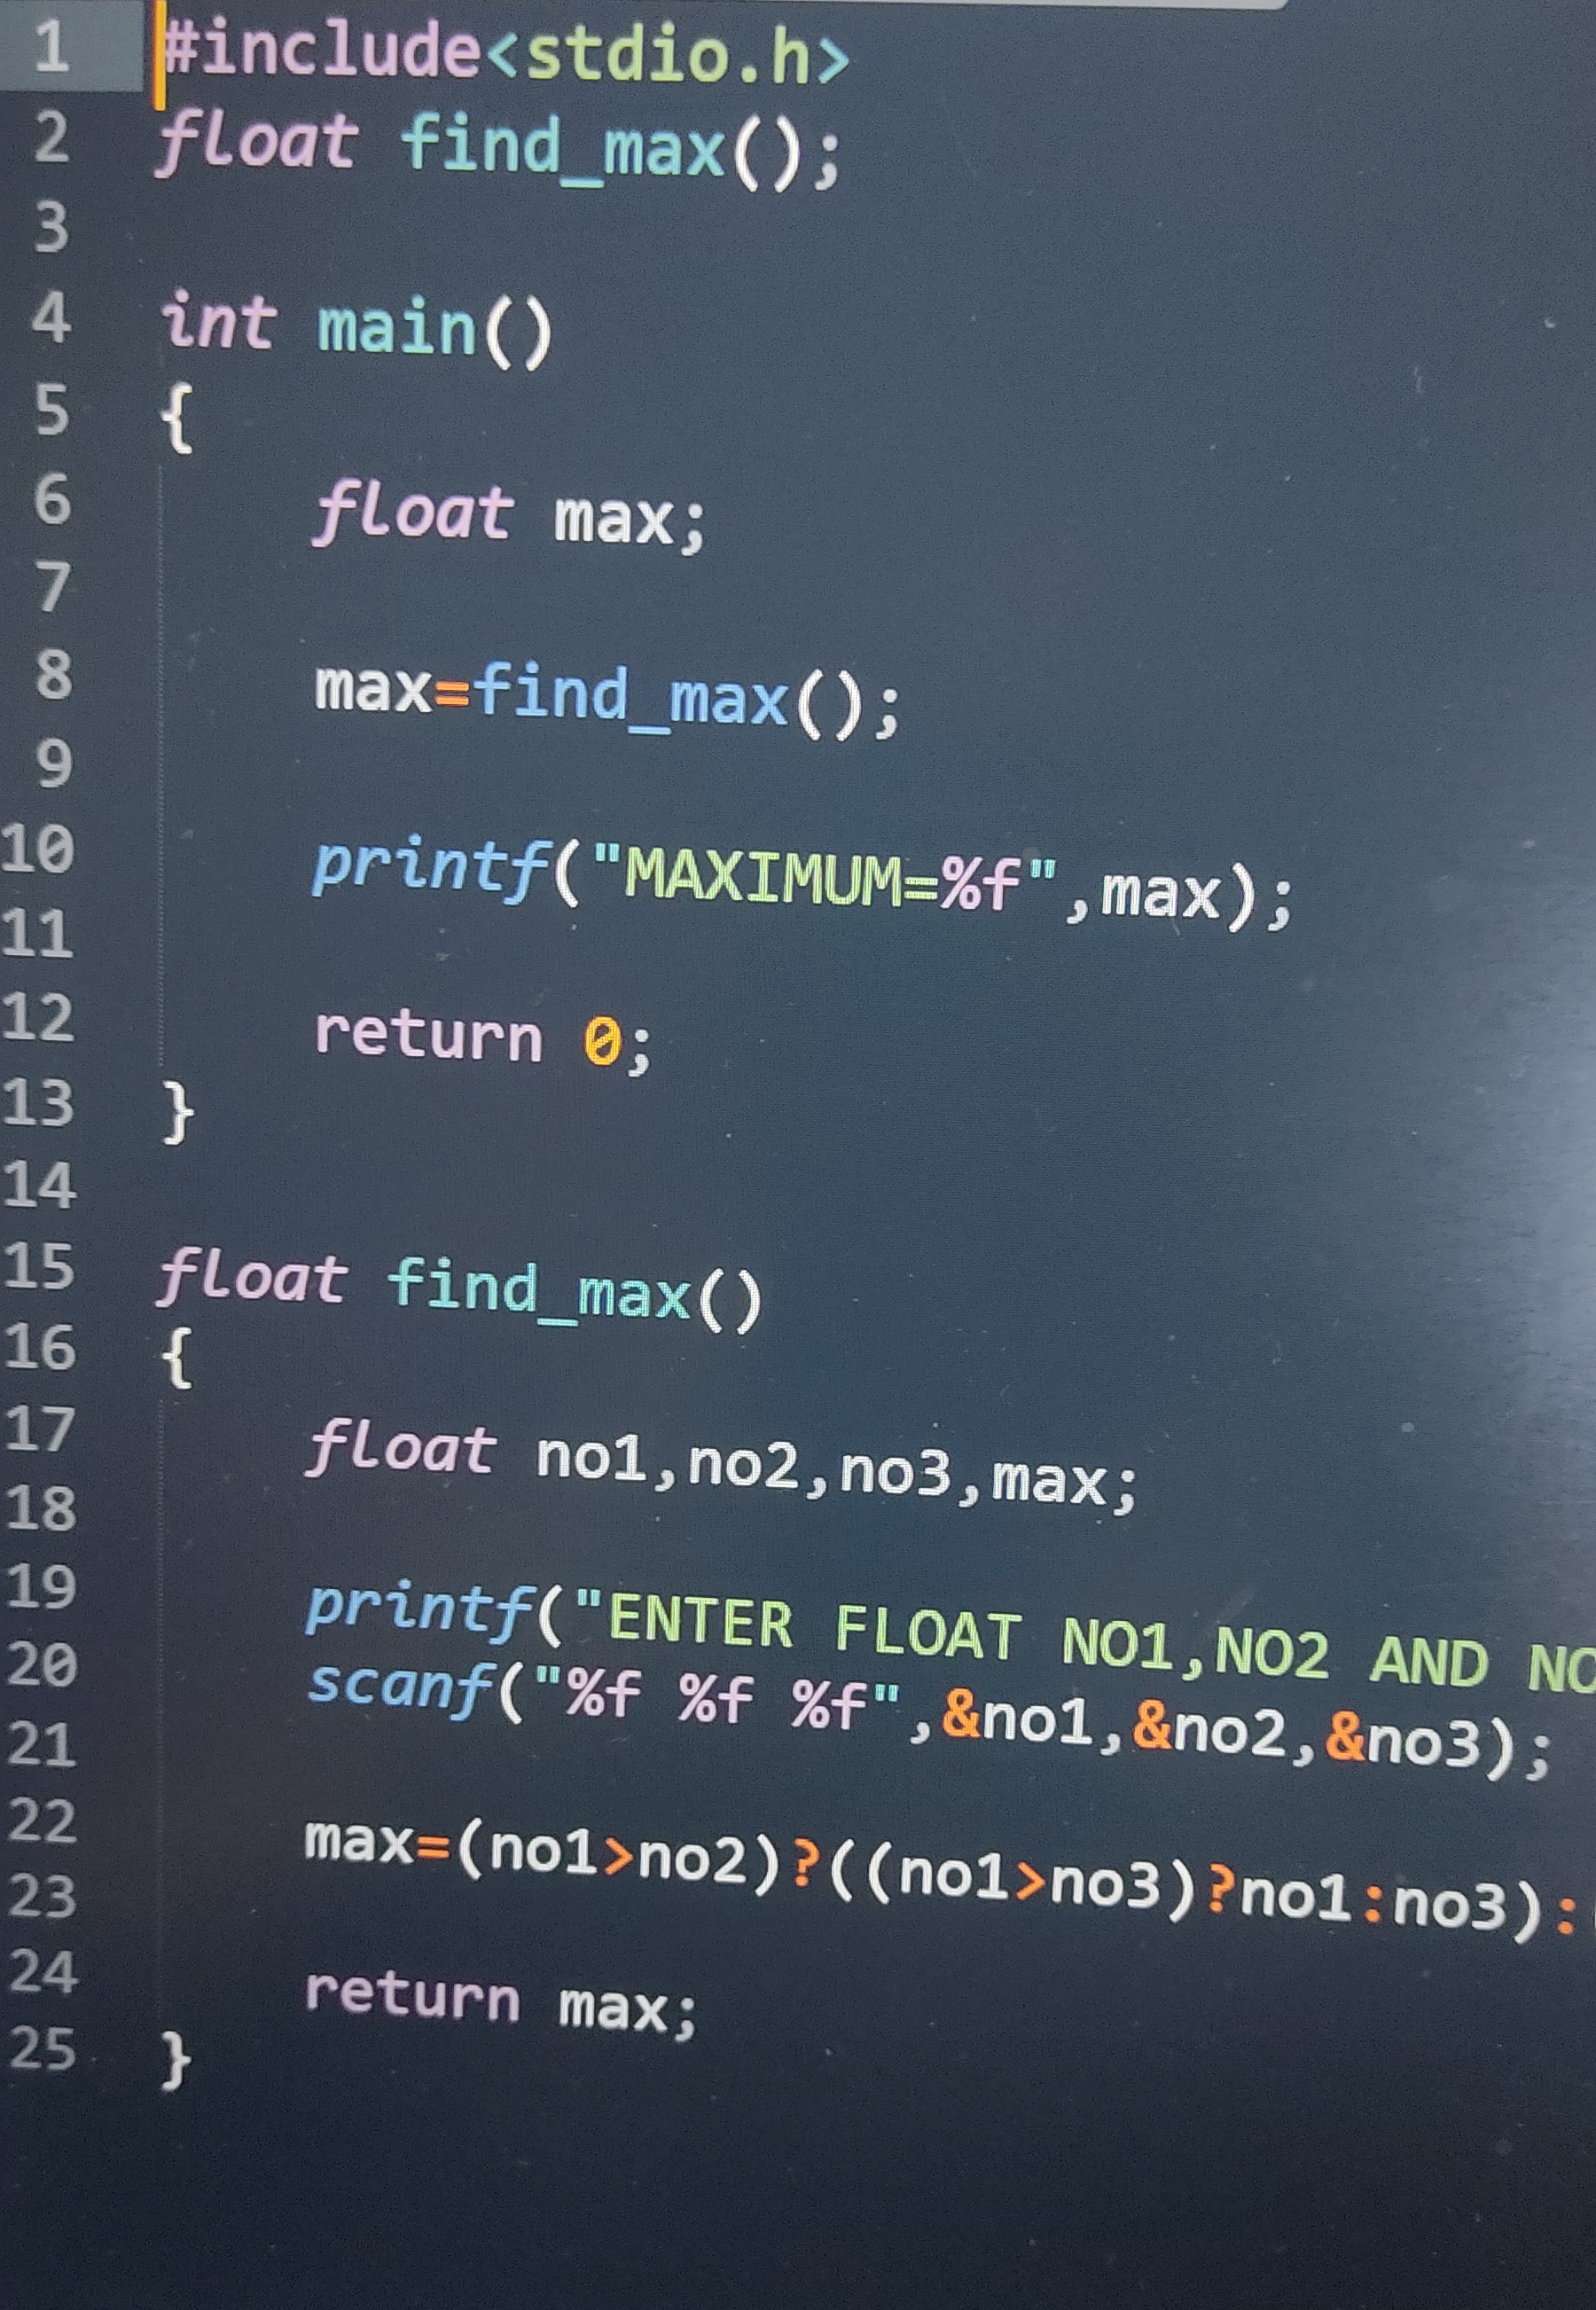 1 #include<stdio.h>
2 float find_max();
3
4 int main()
5 {
6 float max;
7
8 max=find_max();
9
10 printf("MAXIMUM=%f",max);
11
12 return 0;
13 }
14
15 float find_max()
16 {
17 float no1,no2,no3,max;
18
19 printf("ENTER FLOAT NO1,NO2 AND NO
20 scanf("%f %f %f",&no1,&no2,&no3);
21
22 max=(no1>no2)?((no1>no3)?no1:no3):
23
24 return max;
25 }